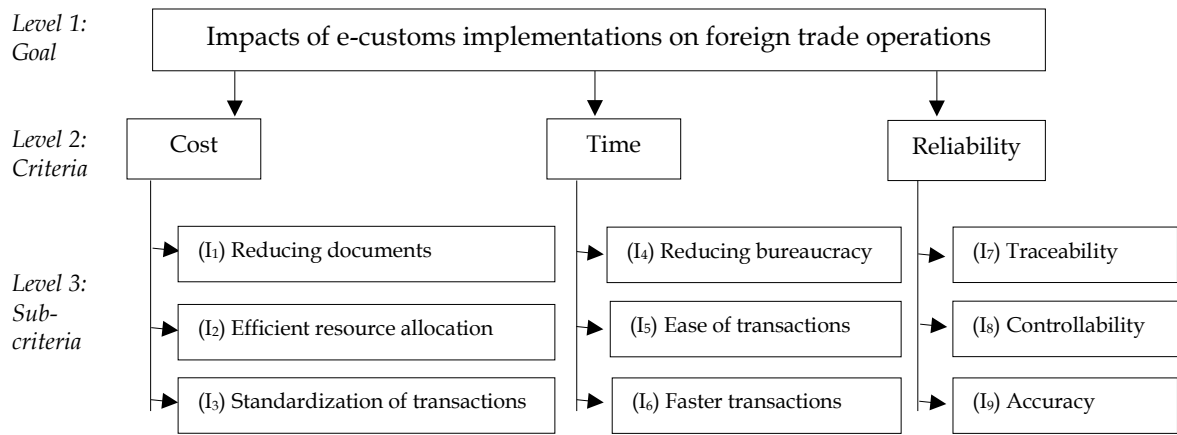 Level 1:
Goal
Impacts of e-customs implementations on foreign trade operations
Level 2:
Criteria
Cost
Time
Reliability
Level 3:
Sub-
criteria
(I₁) Reducing documents
(I₂) Efficient resource allocation
(I₃) Standardization of transactions
(I₄) Reducing bureaucracy
(I₅) Ease of transactions
(I₆) Faster transactions
(I₇) Traceability
(I₈) Controllability
(I₉) Accuracy